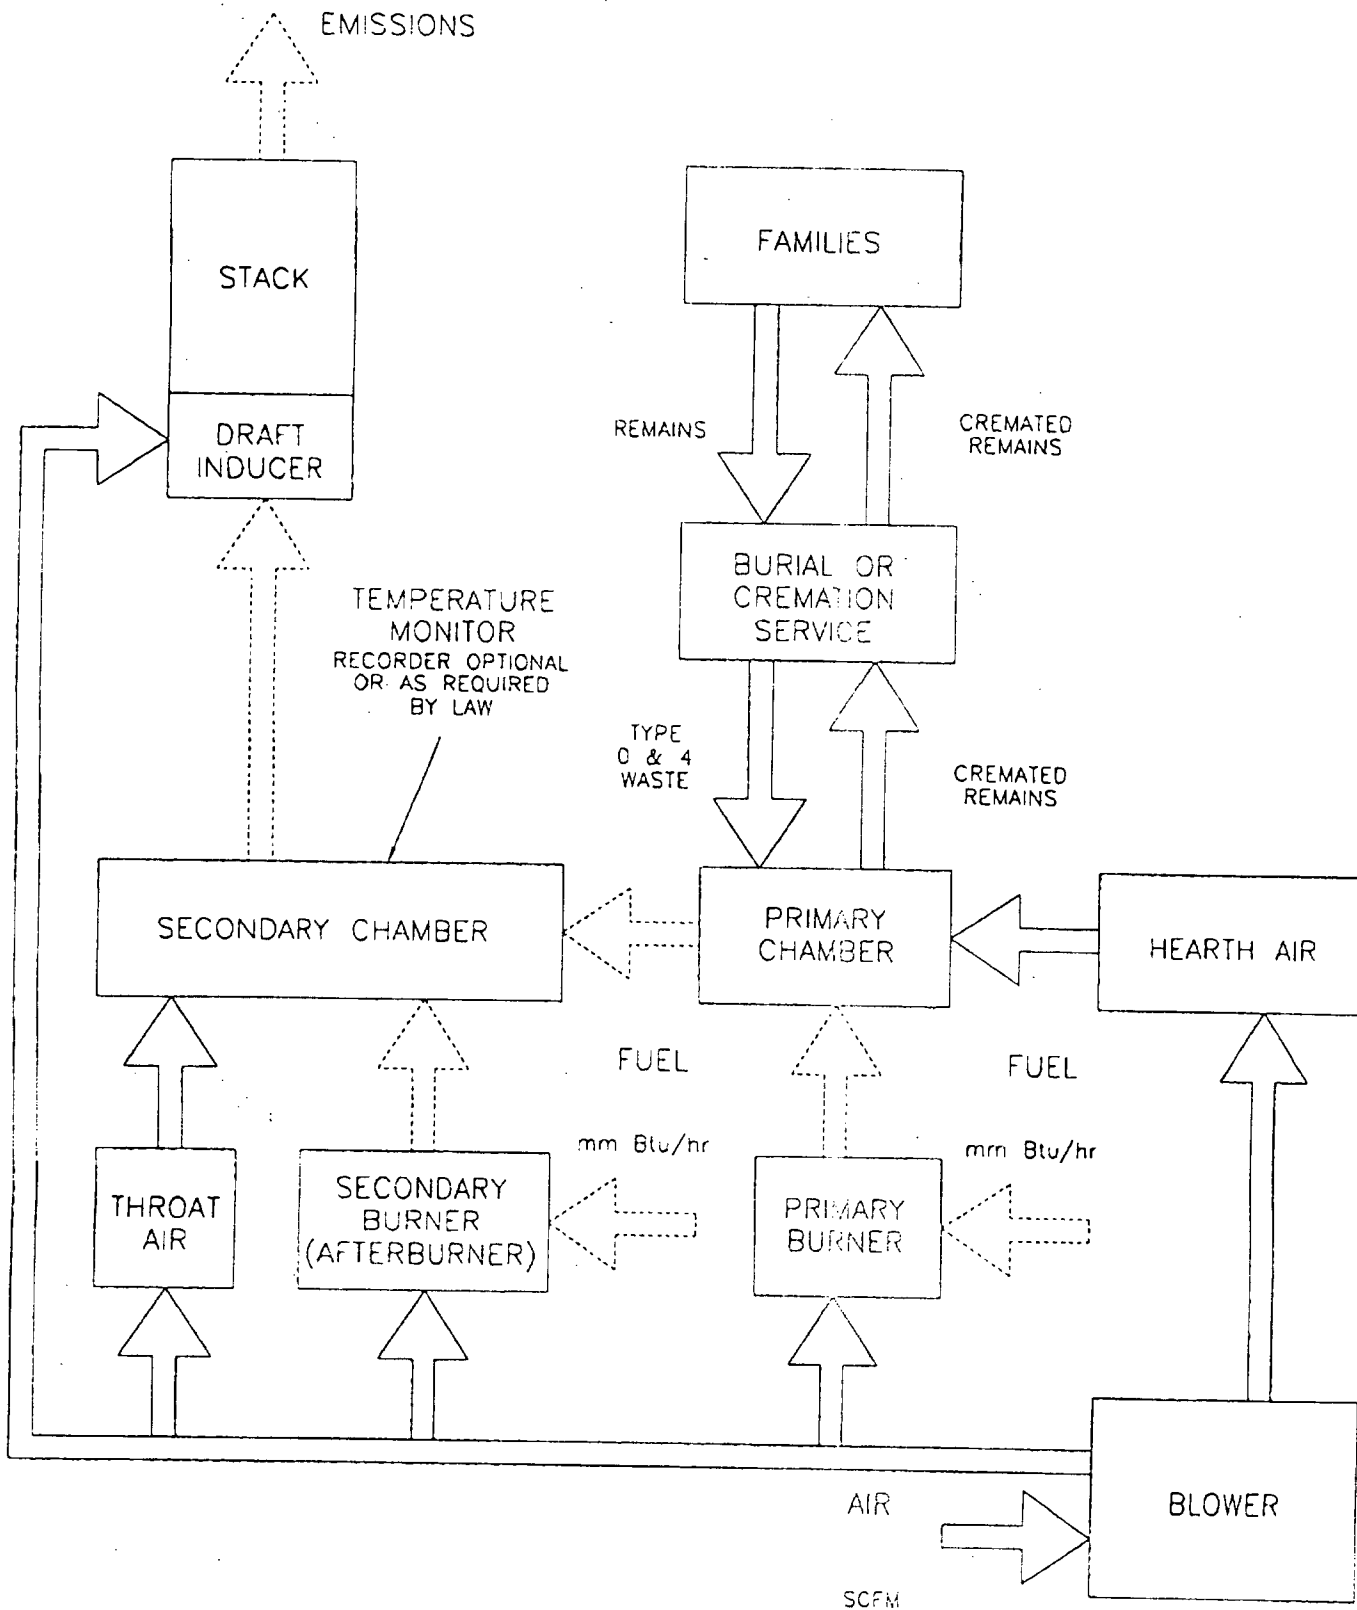 EMISSIONS
STACK
DRAFT
INDUCER
FAMILIES
REMAINS
CREMATED
REMAINS
BURIAL OR
CREMATION
SERVICE
TEMPERATURE
MONITOR
RECORDER OPTIONAL
OR AS REQUIRED
BY LAW
TYPE
0 & 4
WASTE
CREMATED
REMAINS
SECONDARY CHAMBER
PRIMARY
CHAMBER
HEARTH AIR
FUEL
mm Btu/hr
FUEL
mm Btu/hr
THROAT
AIR
SECONDARY
BURNER
(AFTERBURNER)
PRIMARY
BURNER
AIR
SCFM
BLOWER